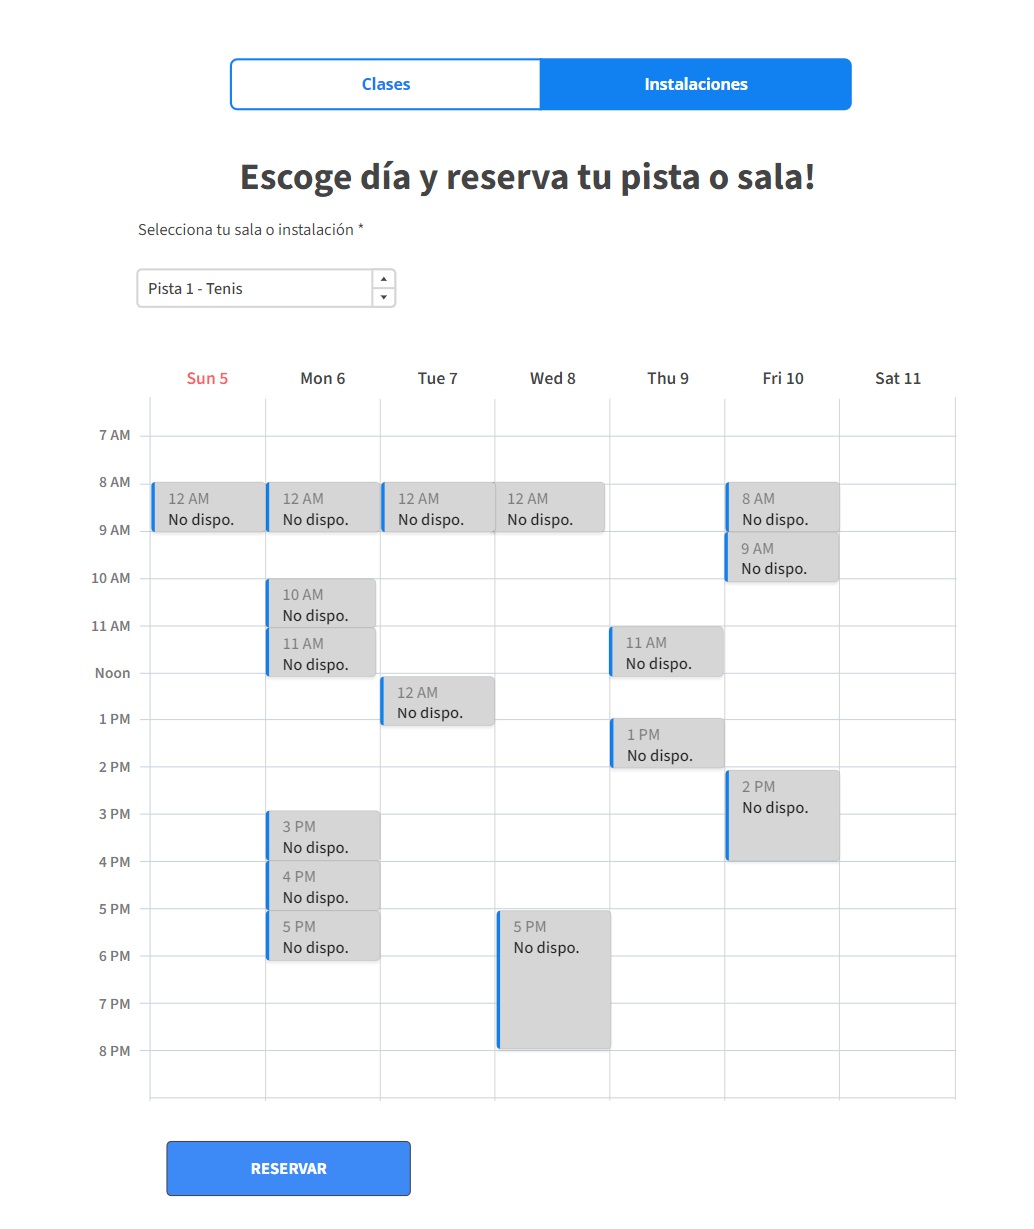 Clases
Instalaciones
Escoge día y reserva tu pista o sala!
Selecciona tu sala o instalación *
Pista 1 - Tenis
Sun 5
Mon 6
Tue 7
Wed 8
Thu 9
Fri 10
Sat 11
7 AM
8 AM
12 AM
No dispo.
12 AM
No dispo.
12 AM
No dispo.
12 AM
No dispo.
8 AM
No dispo.
9 AM
9 AM
No dispo.
10 AM
10 AM
No dispo.
11 AM
11 AM
No dispo.
11 AM
No dispo.
Noon
12 AM
No dispo.
1 PM
1 PM
No dispo.
2 PM
2 PM
No dispo.
3 PM
3 PM
No dispo.
4 PM
4 PM
No dispo.
5 PM
5 PM
No dispo.
5 PM
No dispo.
6 PM
7 PM
8 PM
RESERVAR